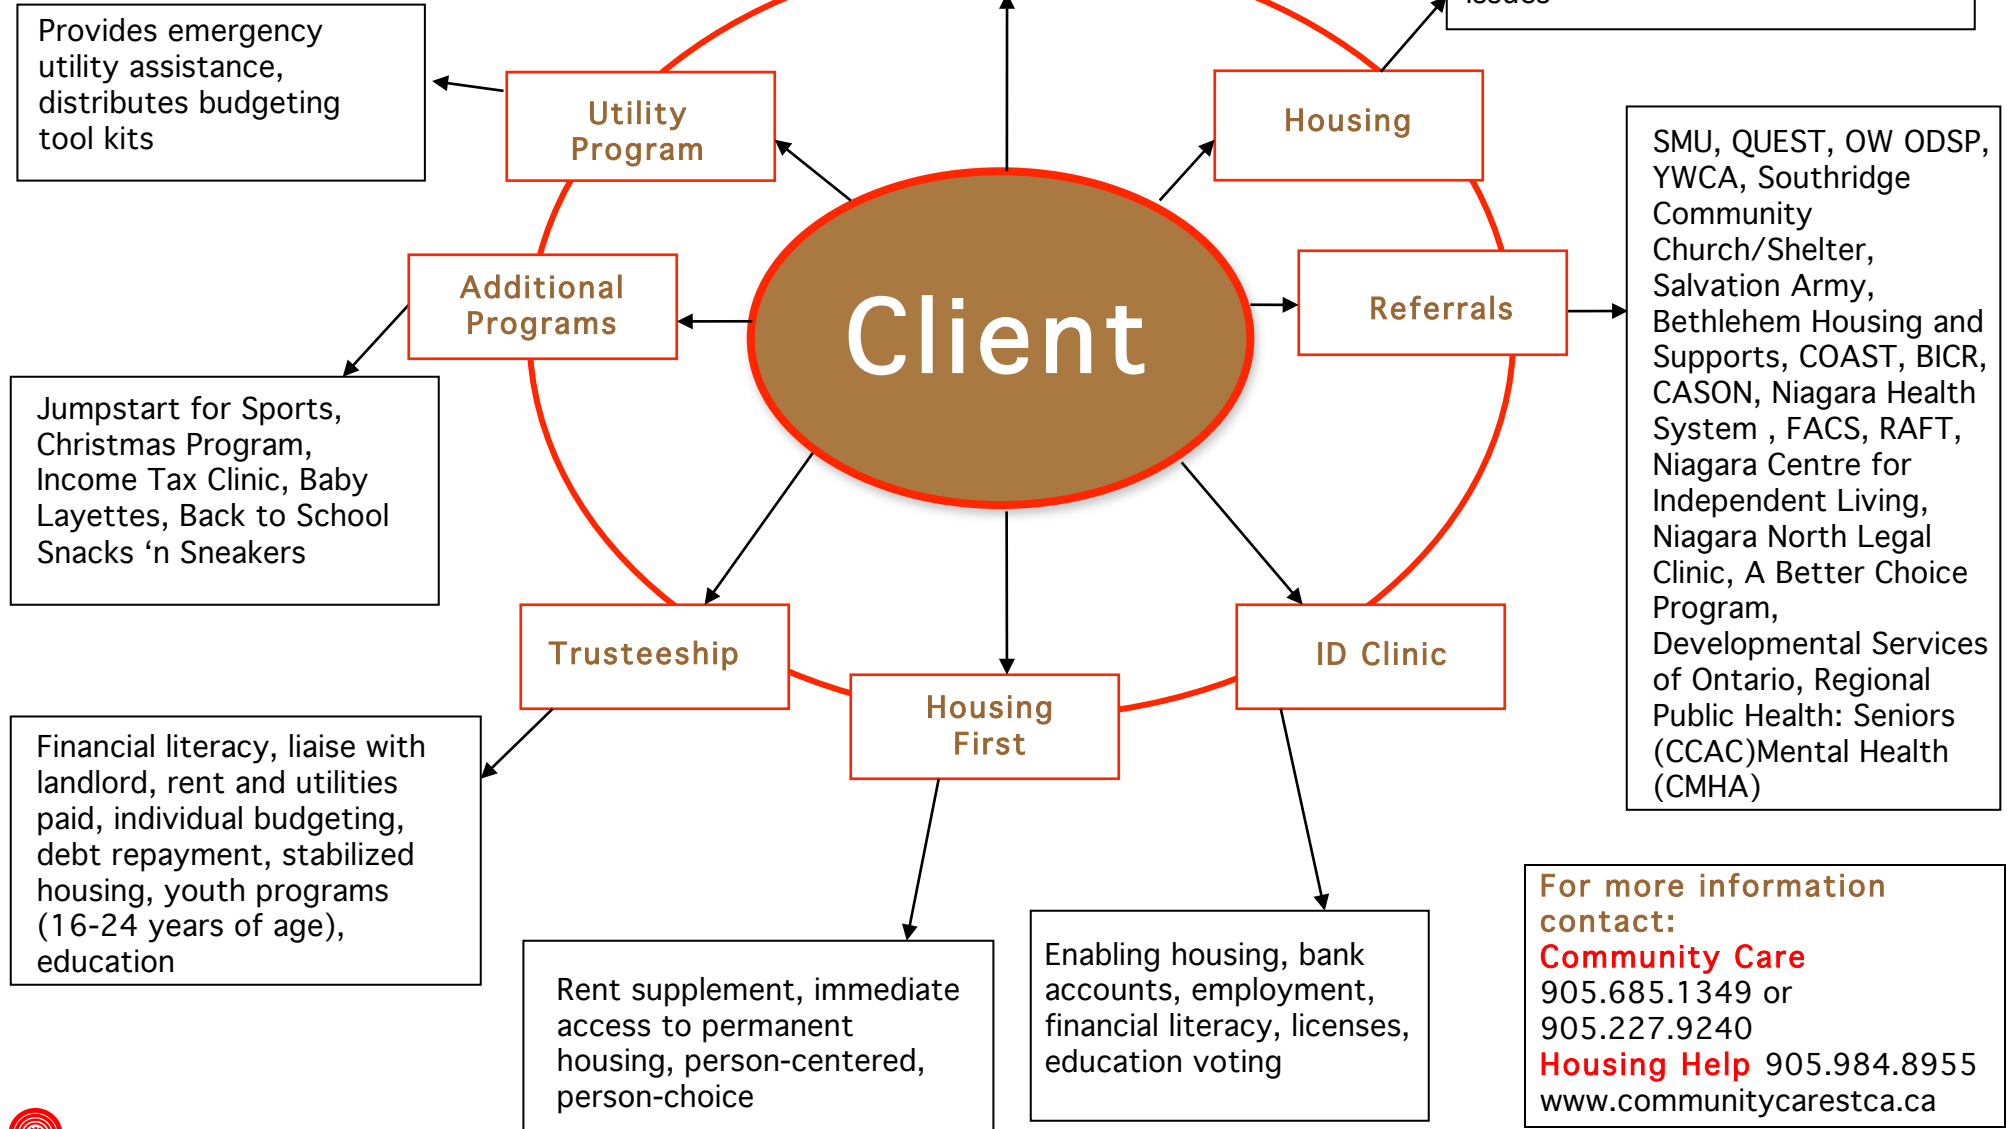 issues
Provides emergency
utility assistance,
distributes budgeting
tool kits
Utility
Program
Housing
SMU, QUEST, OW ODSP,
YWCA, Southridge
Community
Church/Shelter,
Salvation Army,
Bethlehem Housing and
Supports, COAST, BICR,
CASON, Niagara Health
System , FACS, RAFT,
Niagara Centre for
Independent Living,
Niagara North Legal
Clinic, A Better Choice
Program,
Developmental Services
of Ontario, Regional
Public Health: Seniors
(CCAC)Mental Health
(CMHA)
Additional
Programs
Client
Referrals
Jumpstart for Sports,
Christmas Program,
Income Tax Clinic, Baby
Layettes, Back to School
Snacks ‘n Sneakers
Trusteeship
Housing
First
ID Clinic
Financial literacy, liaise with
landlord, rent and utilities
paid, individual budgeting,
debt repayment, stabilized
housing, youth programs
(16-24 years of age),
education
Rent supplement, immediate
access to permanent
housing, person-centered,
person-choice
Enabling housing, bank
accounts, employment,
financial literacy, licenses,
education voting
For more information
contact:
Community Care
905.685.1349 or
905.227.9240
Housing Help 905.984.8955
www.communitycarestca.ca